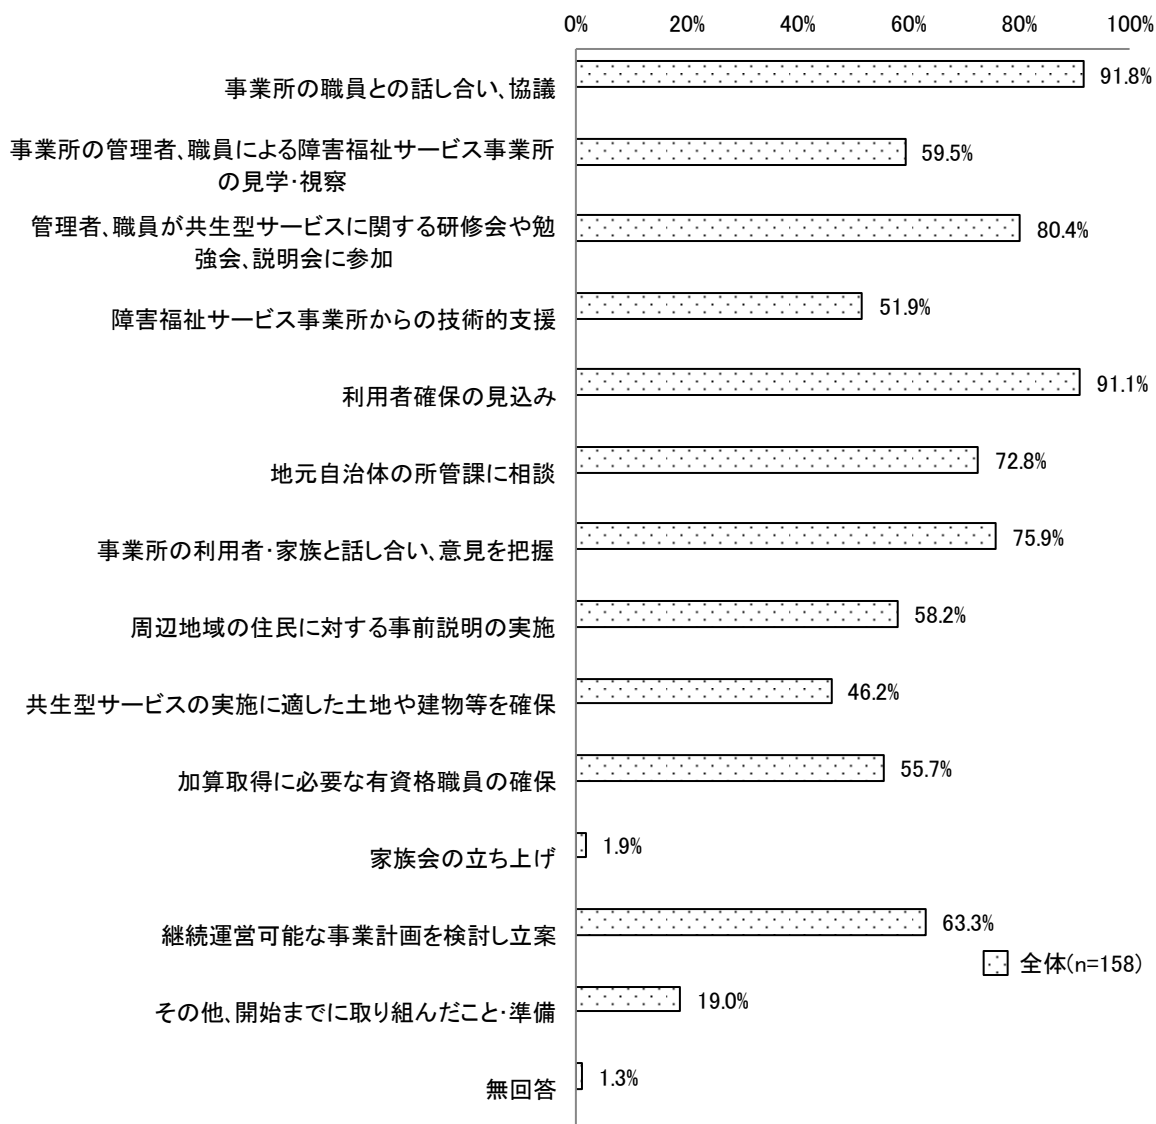 0% 20% 40% 60% 80% 100%
事業所の職員との話し合い、協議 91.8%
事業所の管理者、職員による障害福祉サービス事業所
の見学・視察 59.5%
管理者、職員が共生型サービスに関する研修会や勉
強会、説明会に参加 80.4%
障害福祉サービス事業所からの技術的支援 51.9%
利用者確保の見込み 91.1%
地元自治体の所管課に相談 72.8%
事業所の利用者・家族と話し合い、意見を把握 75.9%
周辺地域の住民に対する事前説明の実施 58.2%
共生型サービスの実施に適した土地や建物等を確保 46.2%
加算取得に必要な有資格職員の確保 55.7%
家族会の立ち上げ 1.9%
継続運営可能な事業計画を検討し立案 63.3%
全体(n=158)
その他、開始までに取り組んだこと・準備 19.0%
無回答 1.3%